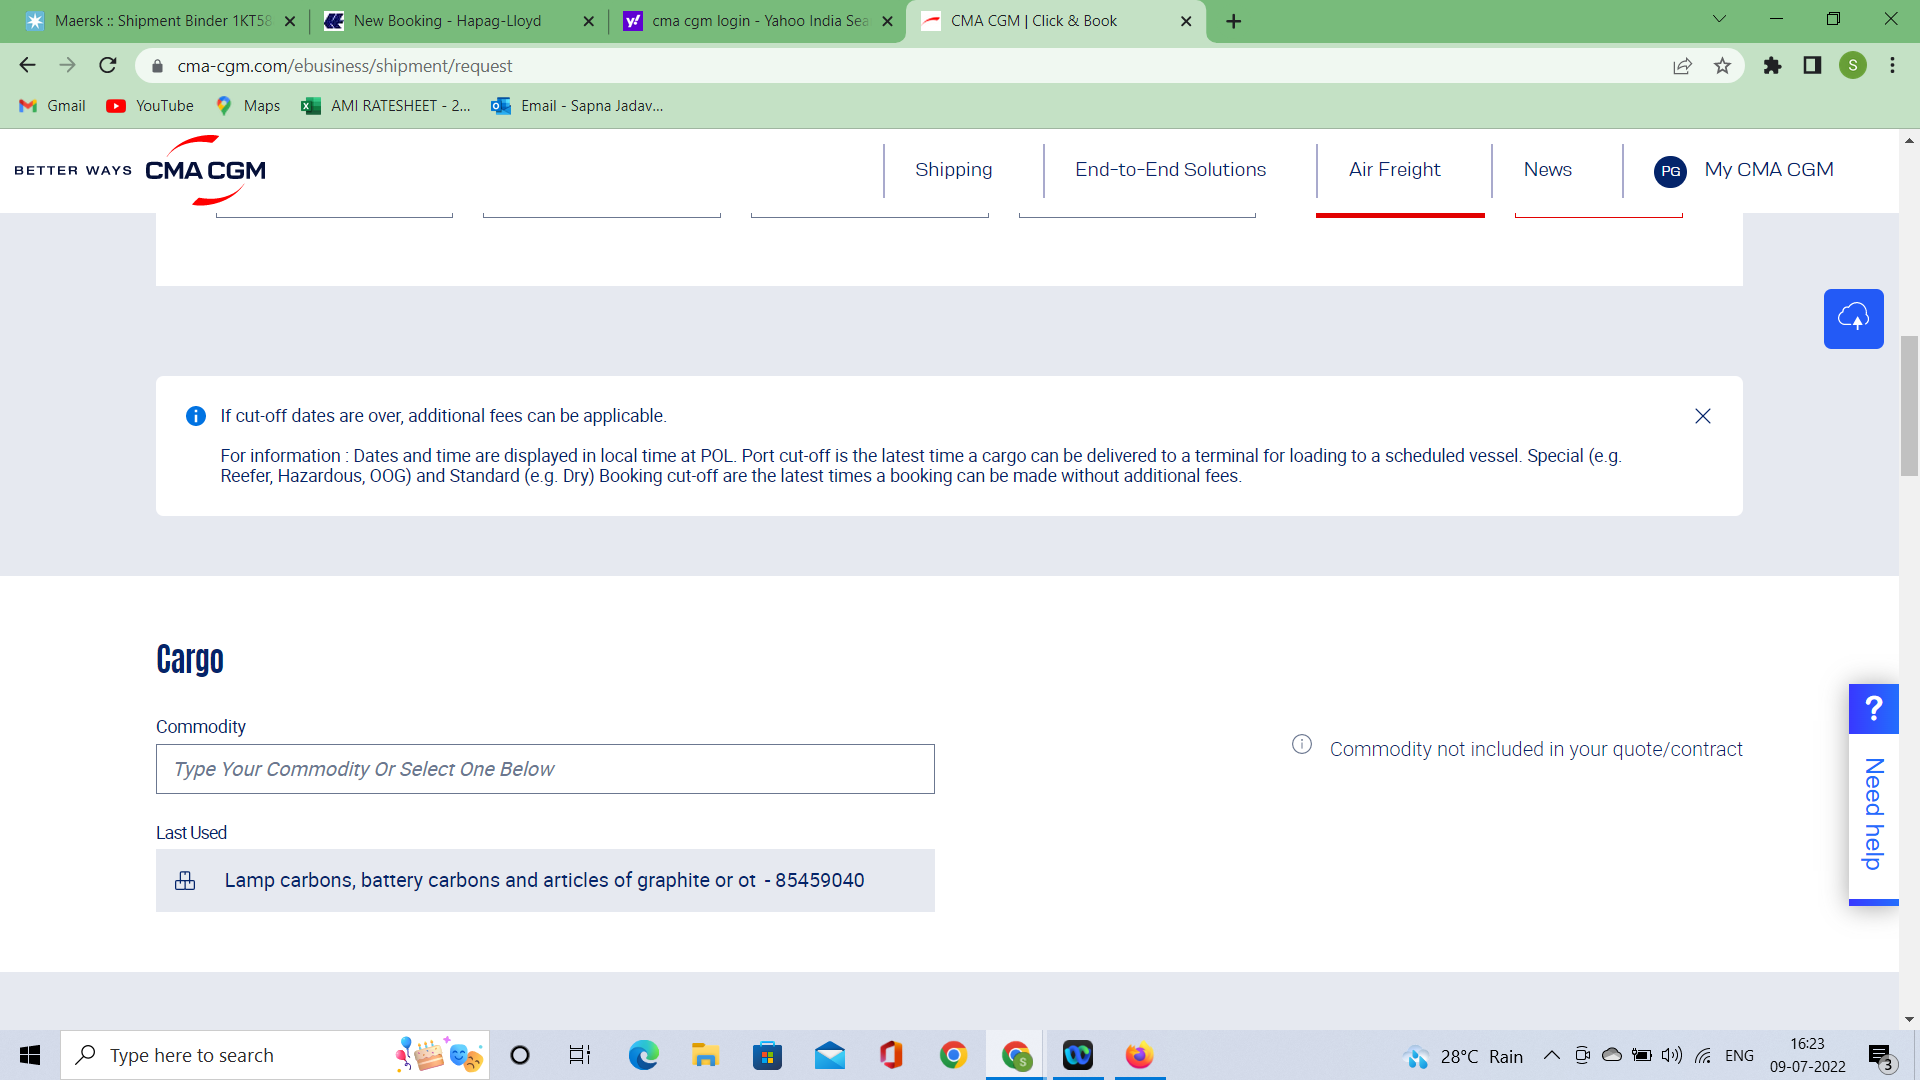 Maersk :: Shipment Binder 1KT58
New Booking - Hapag-Lloyd
cma cgm login - Yahoo India Sea
CMA CGM | Click & Book
cma-cgm.com/ebusiness/shipment/request
S
Gmail
YouTube
Maps
AMI RATESHEET - 2...
Email - Sapna Jadav...
BETTER WAYS CMA CGM
Shipping
End-to-End Solutions
Air Freight
News
PG
My CMA CGM
If cut-off dates are over, additional fees can be applicable.
For information : Dates and time are displayed in local time at POL. Port cut-off is the latest time a cargo can be delivered to a terminal for loading to a scheduled vessel. Special (e.g.
Reefer, Hazardous, OOG) and Standard (e.g. Dry) Booking cut-off are the latest times a booking can be made without additional fees.
Cargo
Commodity
Type Your Commodity Or Select One Below
Commodity not included in your quote/contract
? Need help
Last Used
Lamp carbons, battery carbons and articles of graphite or ot - 85459040
Type here to search
28°C Rain
ENG
16:23
09-07-2022
3